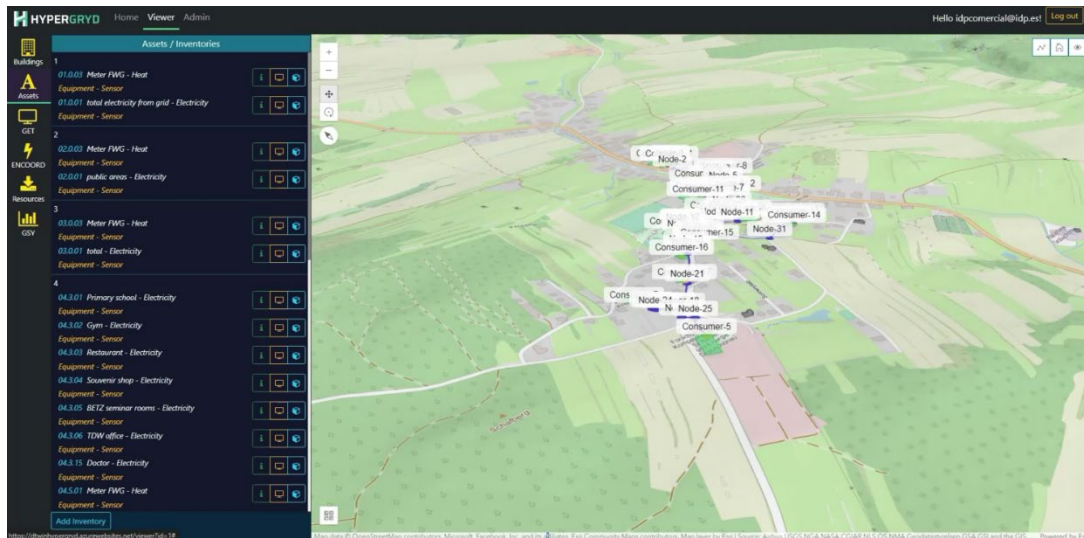 HYPERGRYD Home Viewer Admin
Hello idpcomercial@idp.es! Log out
Buildings
Assets
GET
ENCOORD
Resources
GSV
Assets / Inventories
1
01.0.03 Meter FWG - Heat
Equipment - Sensor
01.0.01 total electricity from grid - Electricity
Equipment - Sensor
2
02.0.03 Meter FWG - Heat
Equipment - Sensor
02.0.01 public areas - Electricity
Equipment - Sensor
3
03.0.03 Meter FWG - Heat
Equipment - Sensor
03.0.01 total - Electricity
Equipment - Sensor
4
04.3.01 Primary school - Electricity
Equipment - Sensor
04.3.02 Gym - Electricity
Equipment - Sensor
04.3.03 Restaurant - Electricity
Equipment - Sensor
04.3.04 Souvenir shop - Electricity
Equipment - Sensor
04.3.05 BETZ seminar rooms - Electricity
Equipment - Sensor
04.3.06 TDW office - Electricity
Equipment - Sensor
04.3.15 Doctor - Electricity
Equipment - Sensor
04.5.01 Meter FWG - Heat
Equipment - Sensor
Add Inventory
Node-2
Consumer-11
Node-11
Consumer-14
Node-31
Consumer-16
Node-21
Node-25
Consumer-5
Schafberg